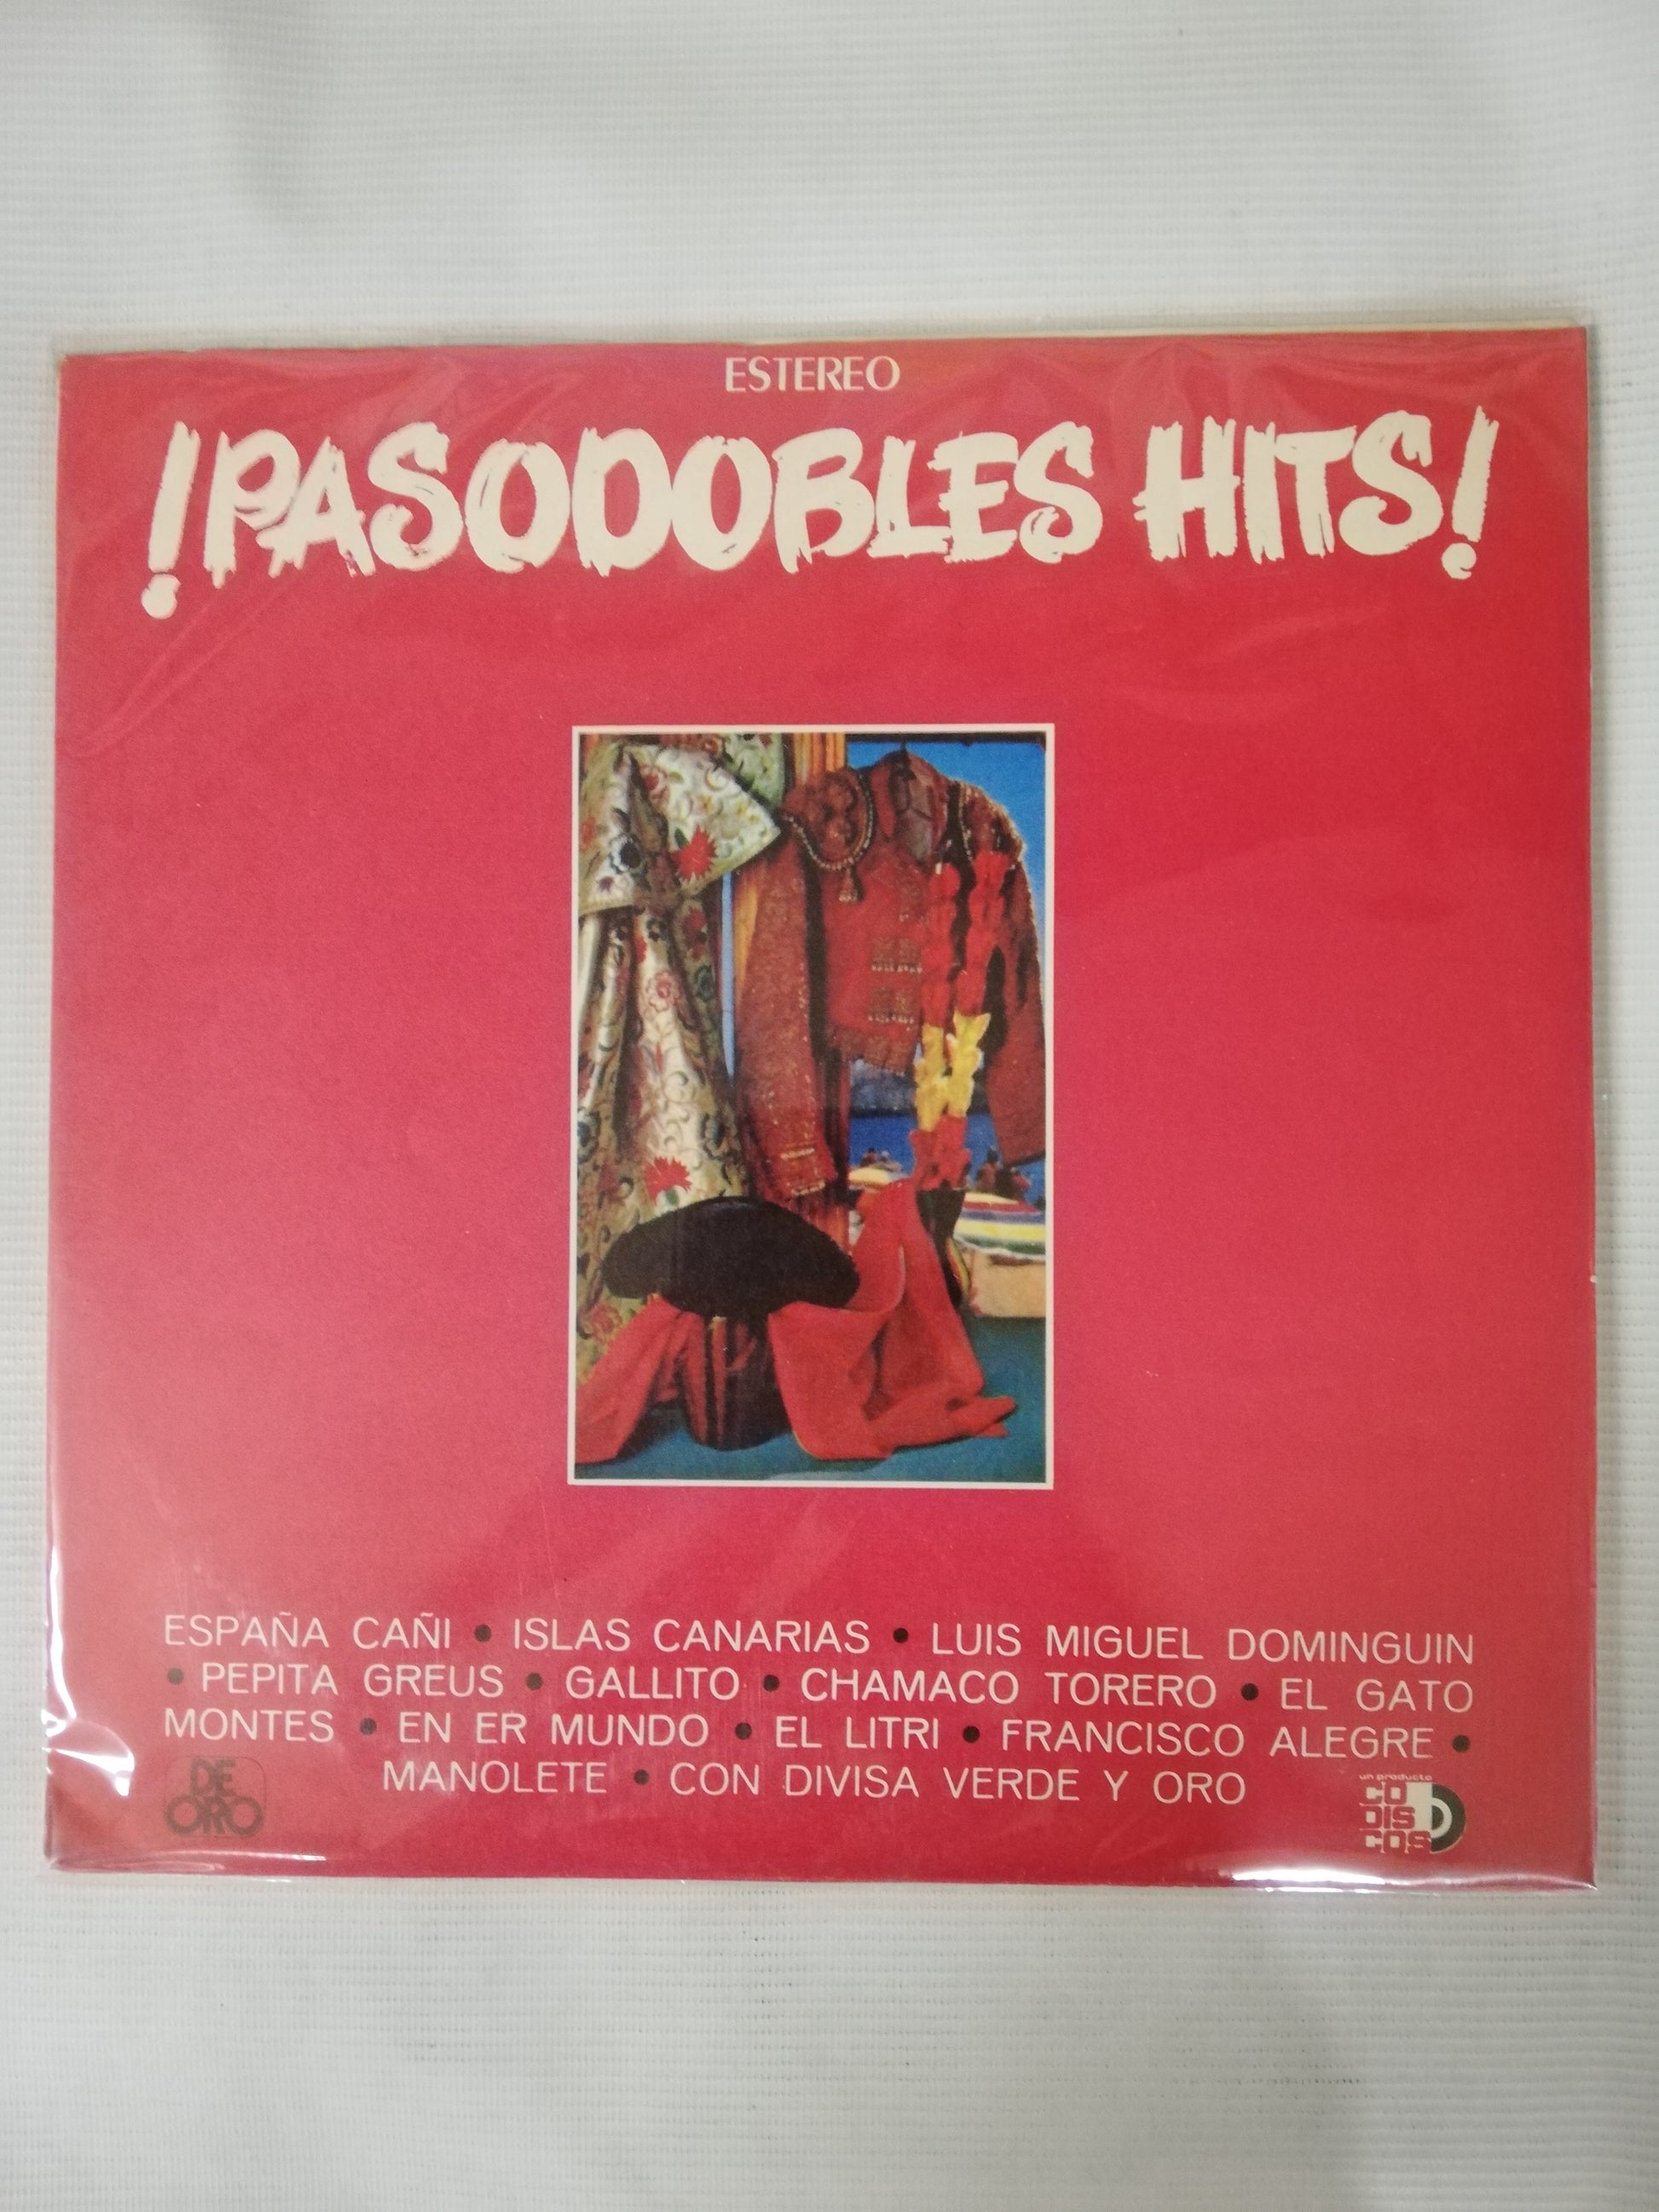 ESTEREO
!PASODOBLES HITS!
ESPAÑA CAÑI • ISLAS CANARIAS • LUIS MIGUEL DOMINGUIN
• PEPITA GREUS • GALLITO • CHAMACO TORERO • EL GATO
MONTES • EN ER MUNDO • EL LITRI • FRANCISCO ALEGRE •
MANOLETE • CON DIVISA VERDE Y ORO
DE
ORO
un producto
CO
DIS
COS